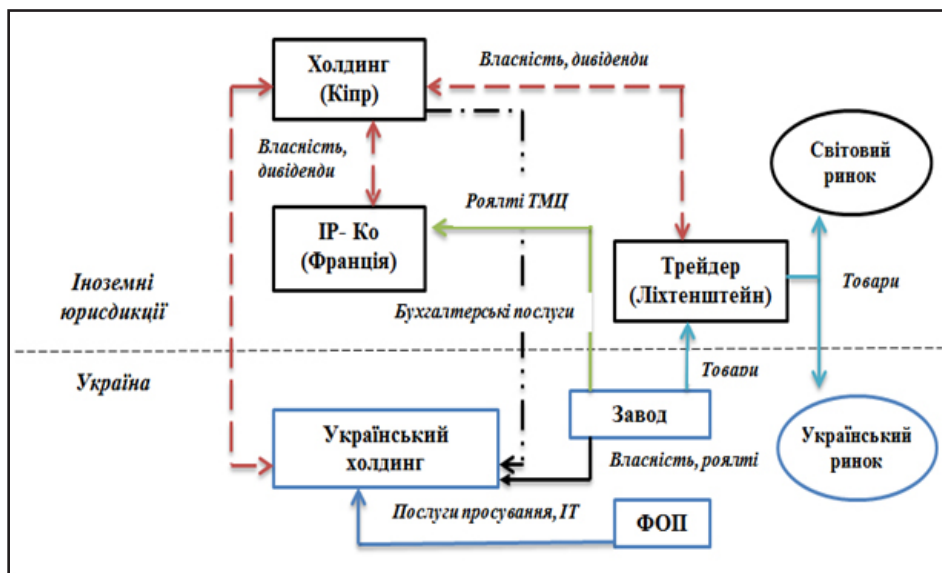 Холдинг
(Кіпр)
Власність, дивіденди
Власність,
дивіденди
Світовий
ринок
Роялті ТМЦ
IP- Ко
(Франція)
Трейдер
(Ліхтенштейн)
Товари
Іноземні
юрисдикції
Бухгалтерські послуги
Україна
Товари
Завод
Український
холдинг
Власність, роялті
Український
ринок
Послуги просування, ІТ
ФОП